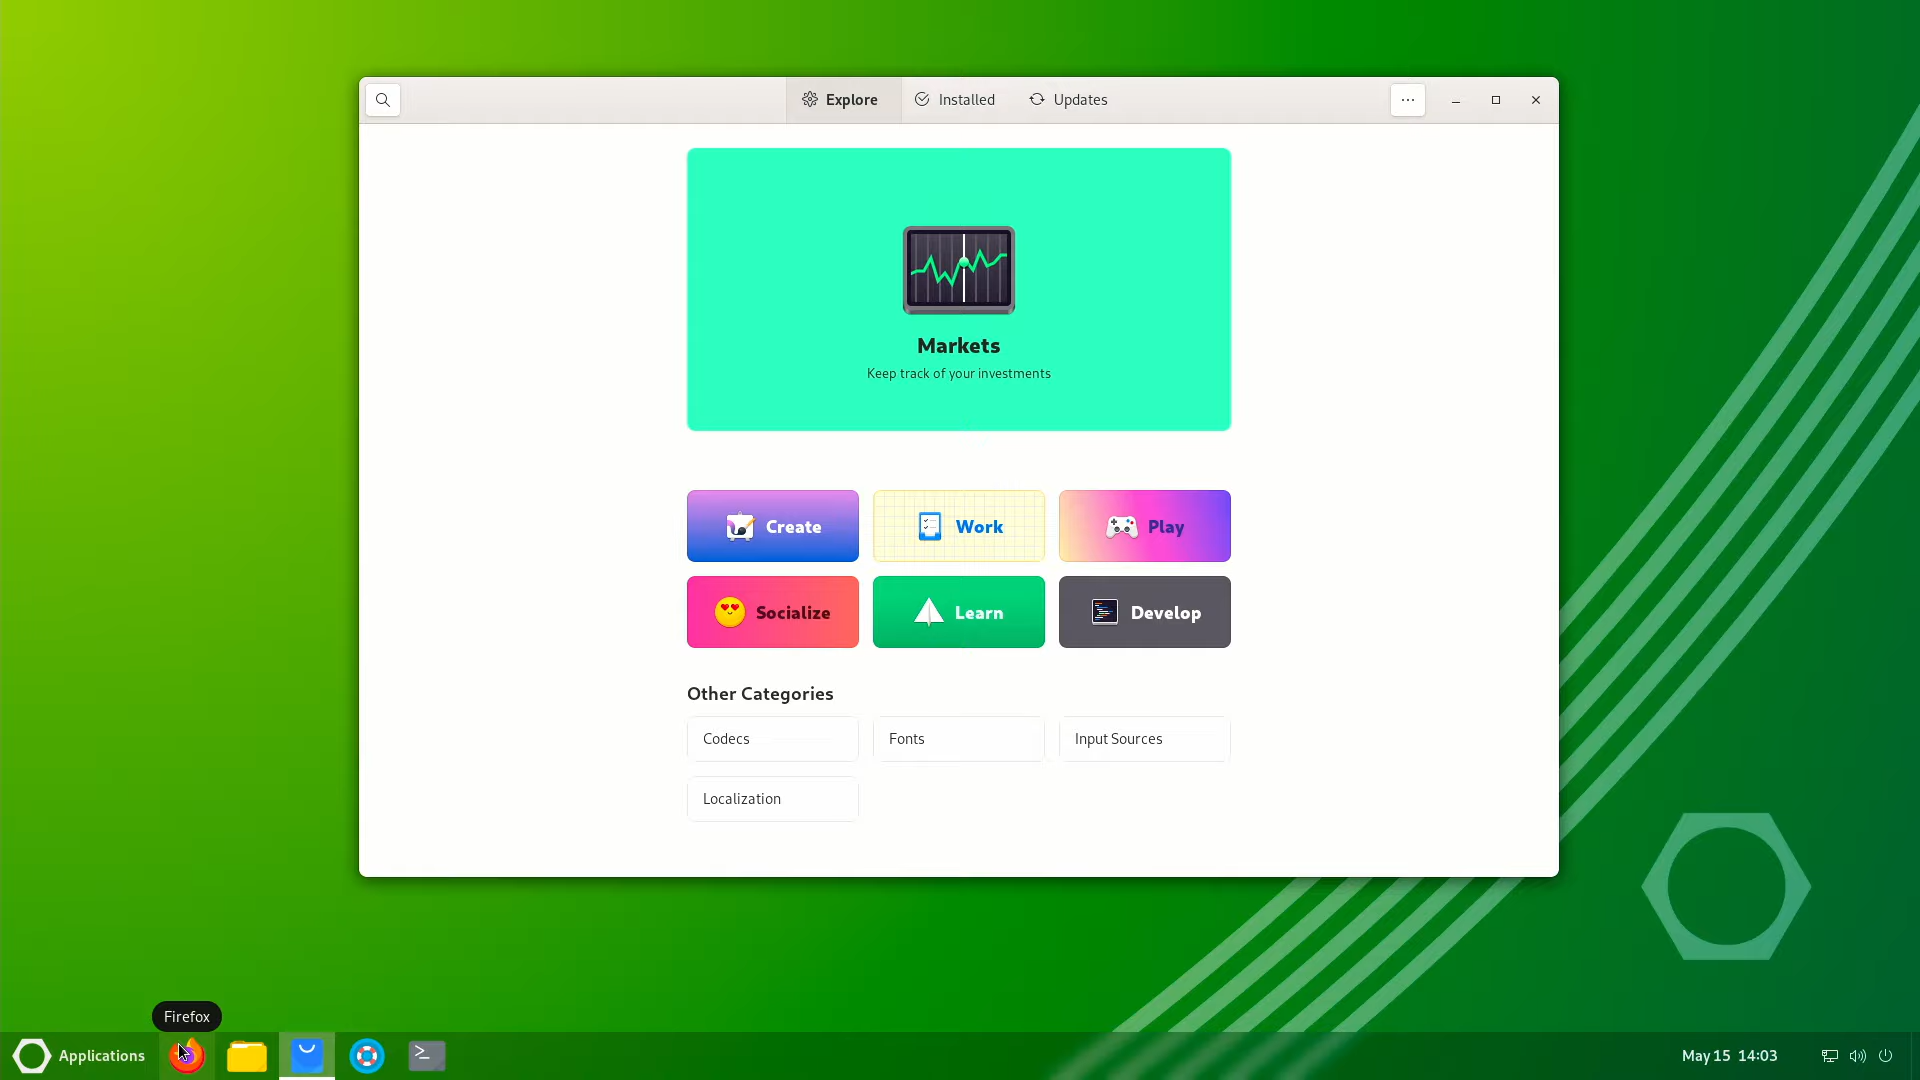 Explore
Installed
Updates
Markets
Keep track of your investments
Create
Work
Play
Socialize
Learn
Develop
Other Categories
Codecs
Fonts
Input Sources
Localization
Firefox
Applications
May 15 14:03